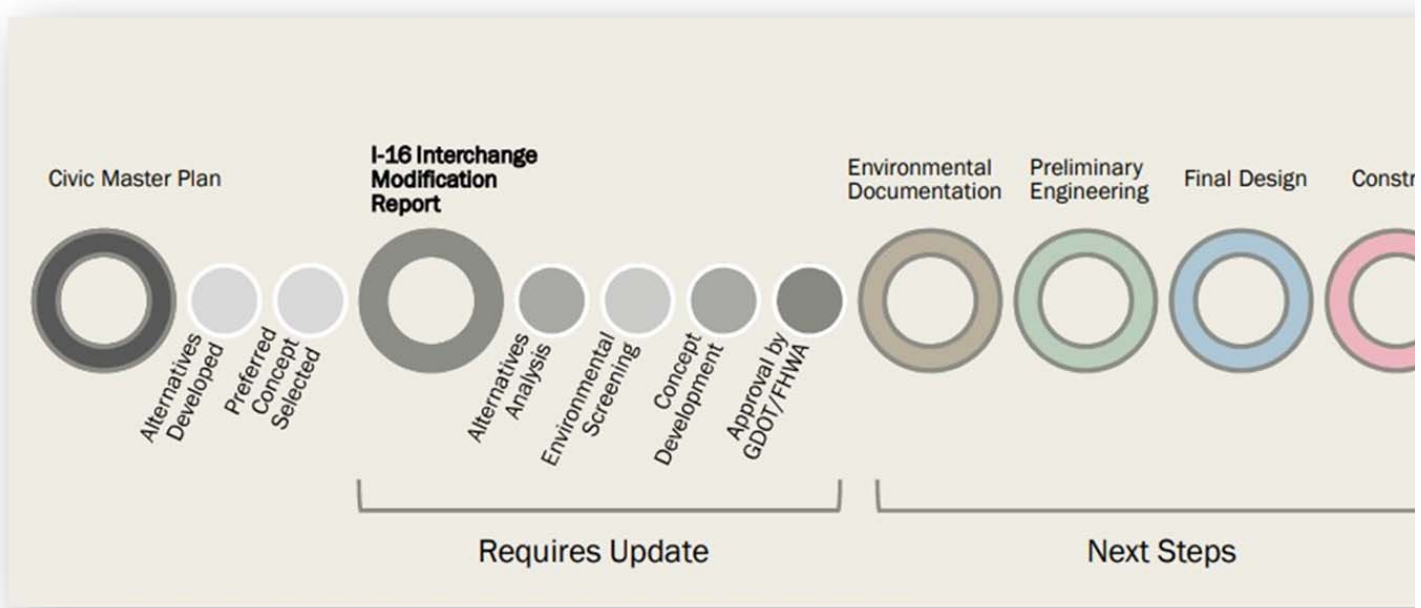 Civic Master Plan
I-16 Interchange
Modification
Report
Environmental
Documentation
Preliminary
Engineering
Final Design
Constr
Alternatives
Developed
Preferred
Concept
Selected
Alternatives
Analysis
Environmental
Screening
Concept
Development
Approval by
GDOT/FHWA
Requires Update
Next Steps